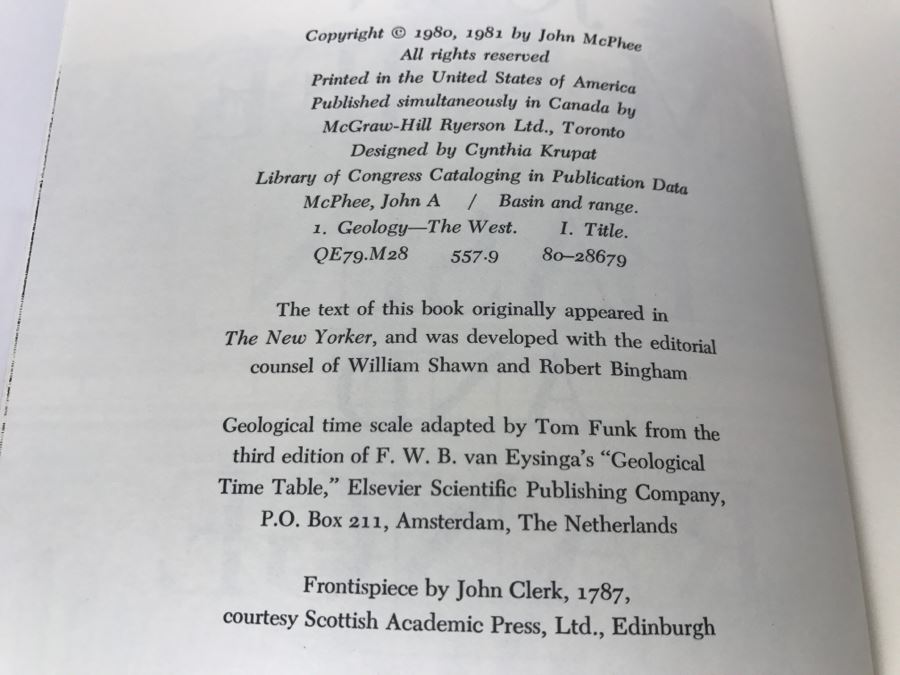 Copyright © 1980, 1981 by John McPhee
All rights reserved
Printed in the United States of America
Published simultaneously in Canada by
McGraw-Hill Ryerson Ltd., Toronto
Designed by Cynthia Krupat
Library of Congress Cataloging in Publication Data
McPhee, John A / Basin and range.
1. Geology—The West. I. Title.
QE79.M28 557.9 80–28679
The text of this book originally appeared in
The New Yorker, and was developed with the editorial
counsel of William Shawn and Robert Bingham
Geological time scale adapted by Tom Funk from the
third edition of F. W. B. van Eysinga's “Geological
Time Table,” Elsevier Scientific Publishing Company,
P.O. Box 211, Amsterdam, The Netherlands
Frontispiece by John Clerk, 1787,
courtesy Scottish Academic Press, Ltd., Edinburgh